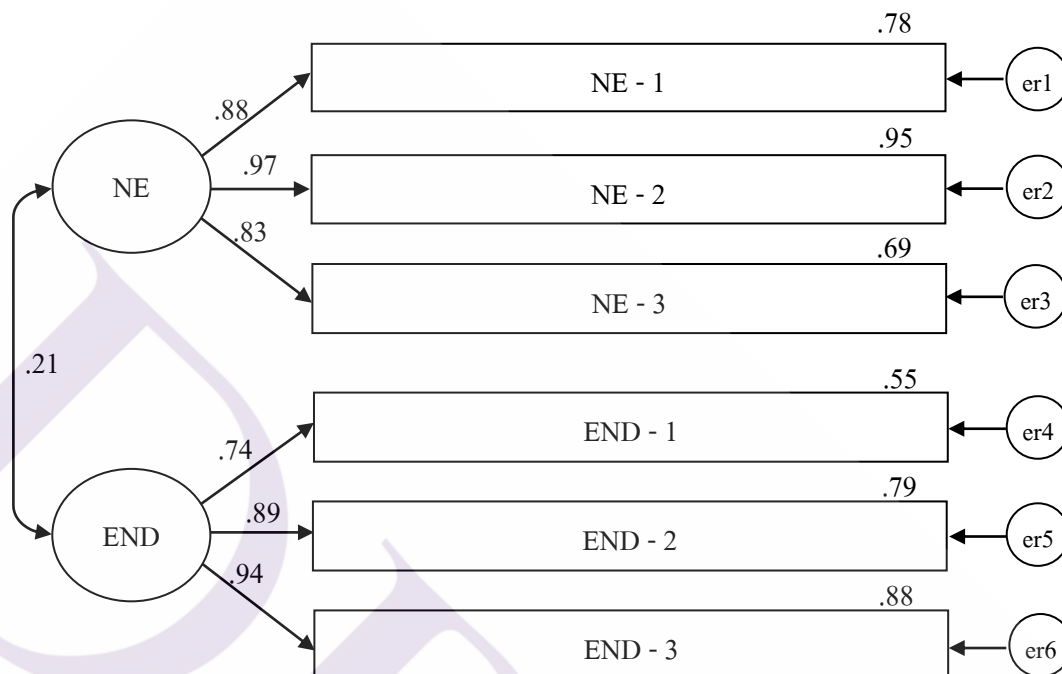 .78
NE - 1
er1
.88
.95
.97
NE
NE - 2
er2
.83
.69
NE - 3
er3
.21
.55
END - 1
er4
.74
.79
.89
END
END - 2
er5
.94
.88
END - 3
er6